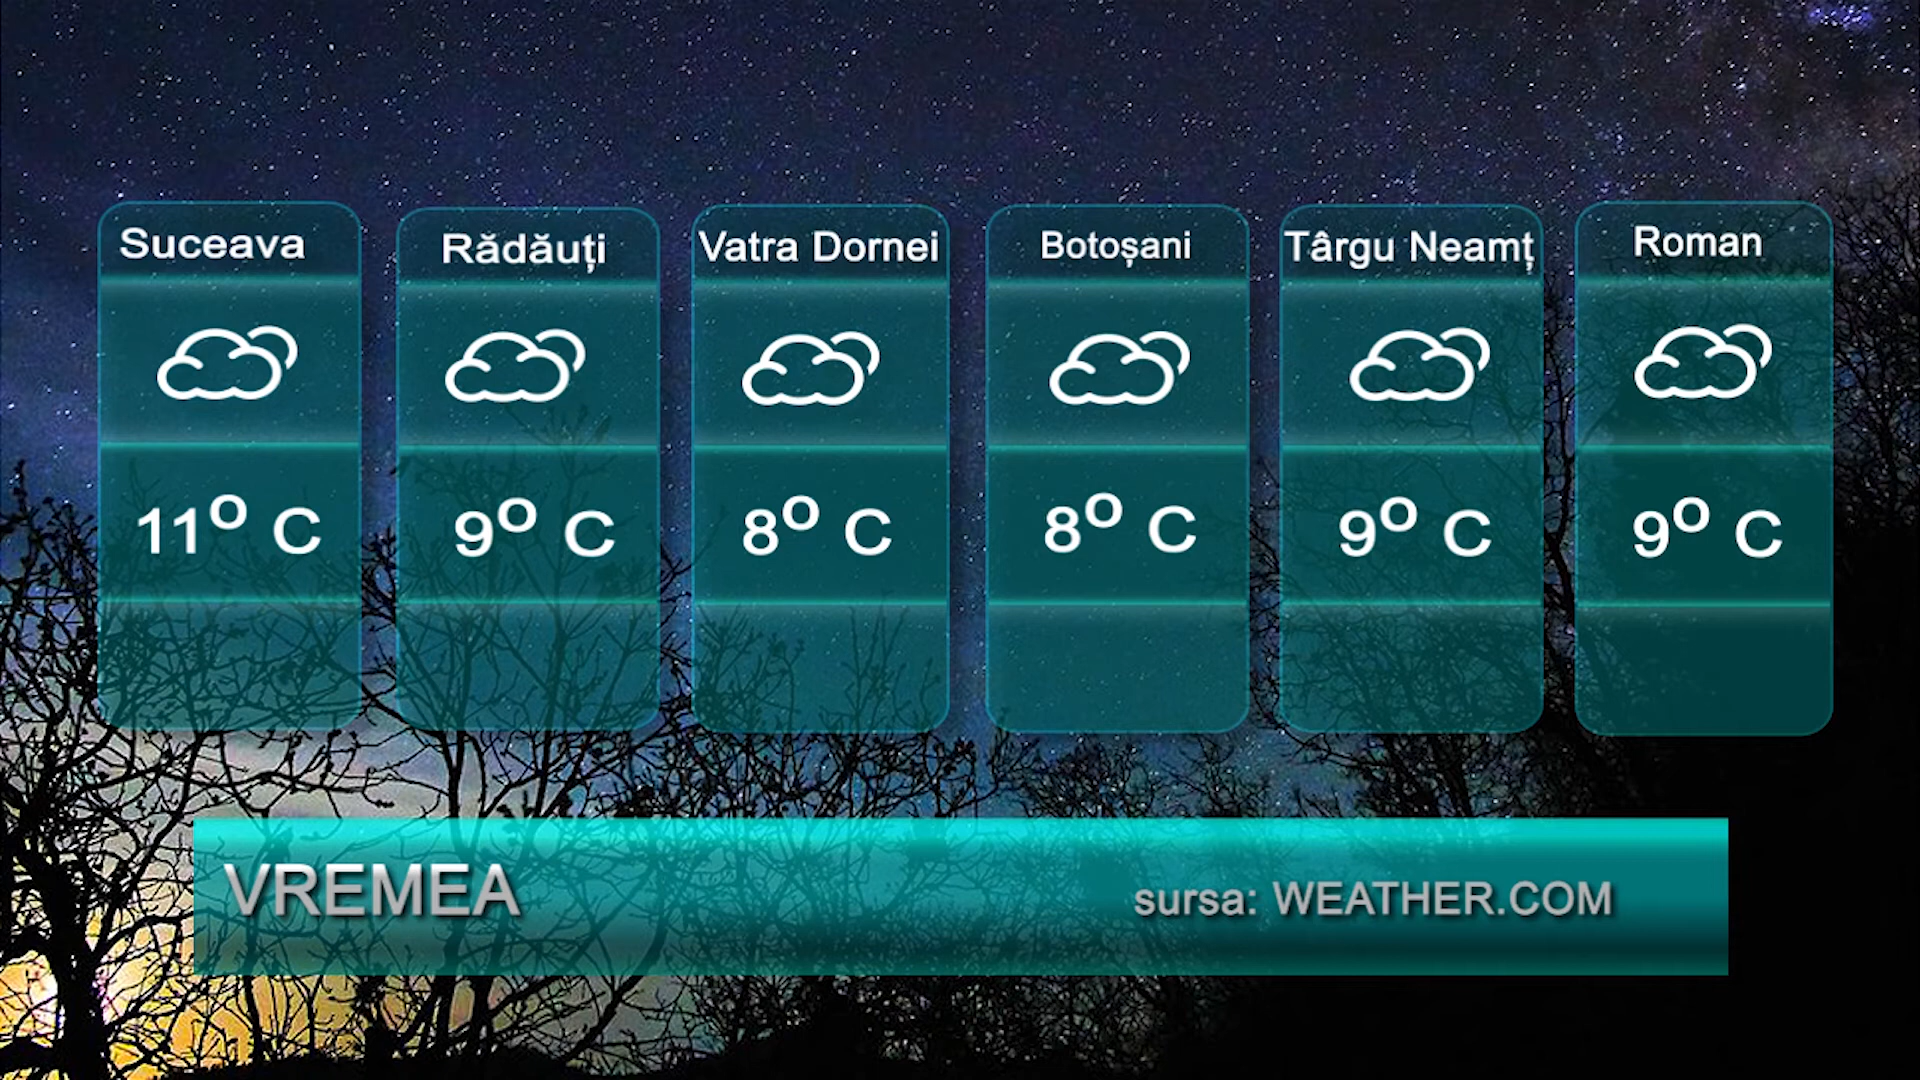 Suceava
Rădăuți
Vatra Dornei
Botoșani
Târgu Neamț
Roman
11º C
9º C
8º C
8º C
9º C
9º C
VREMEA
sursa: WEATHER.COM